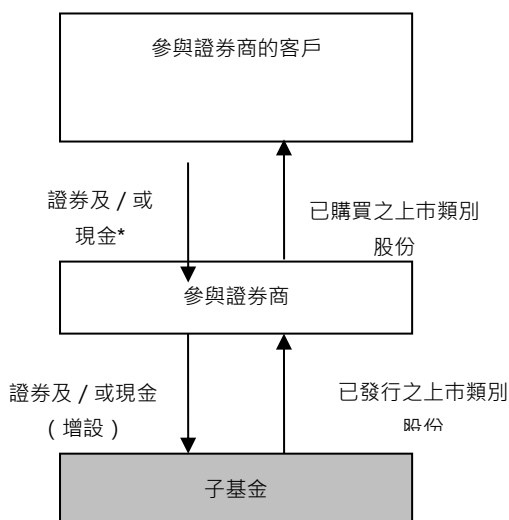 參與證券商的客戶
證券及 / 或
現金*
已購買之上市類別
股份
參與證券商
證券及 / 或現金
( 增設 )
已發行之上市類別
股份
子基金